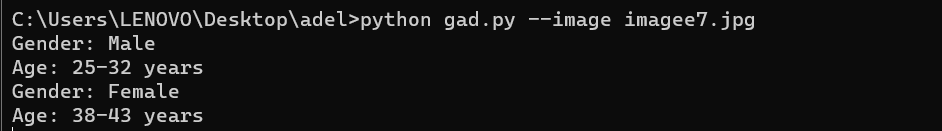 C:\Users\LENOVO\Desktop\adel>python gad.py --image imagee7.jpg
Gender: Male
Age: 25-32 years
Gender: Female
Age: 38-43 years